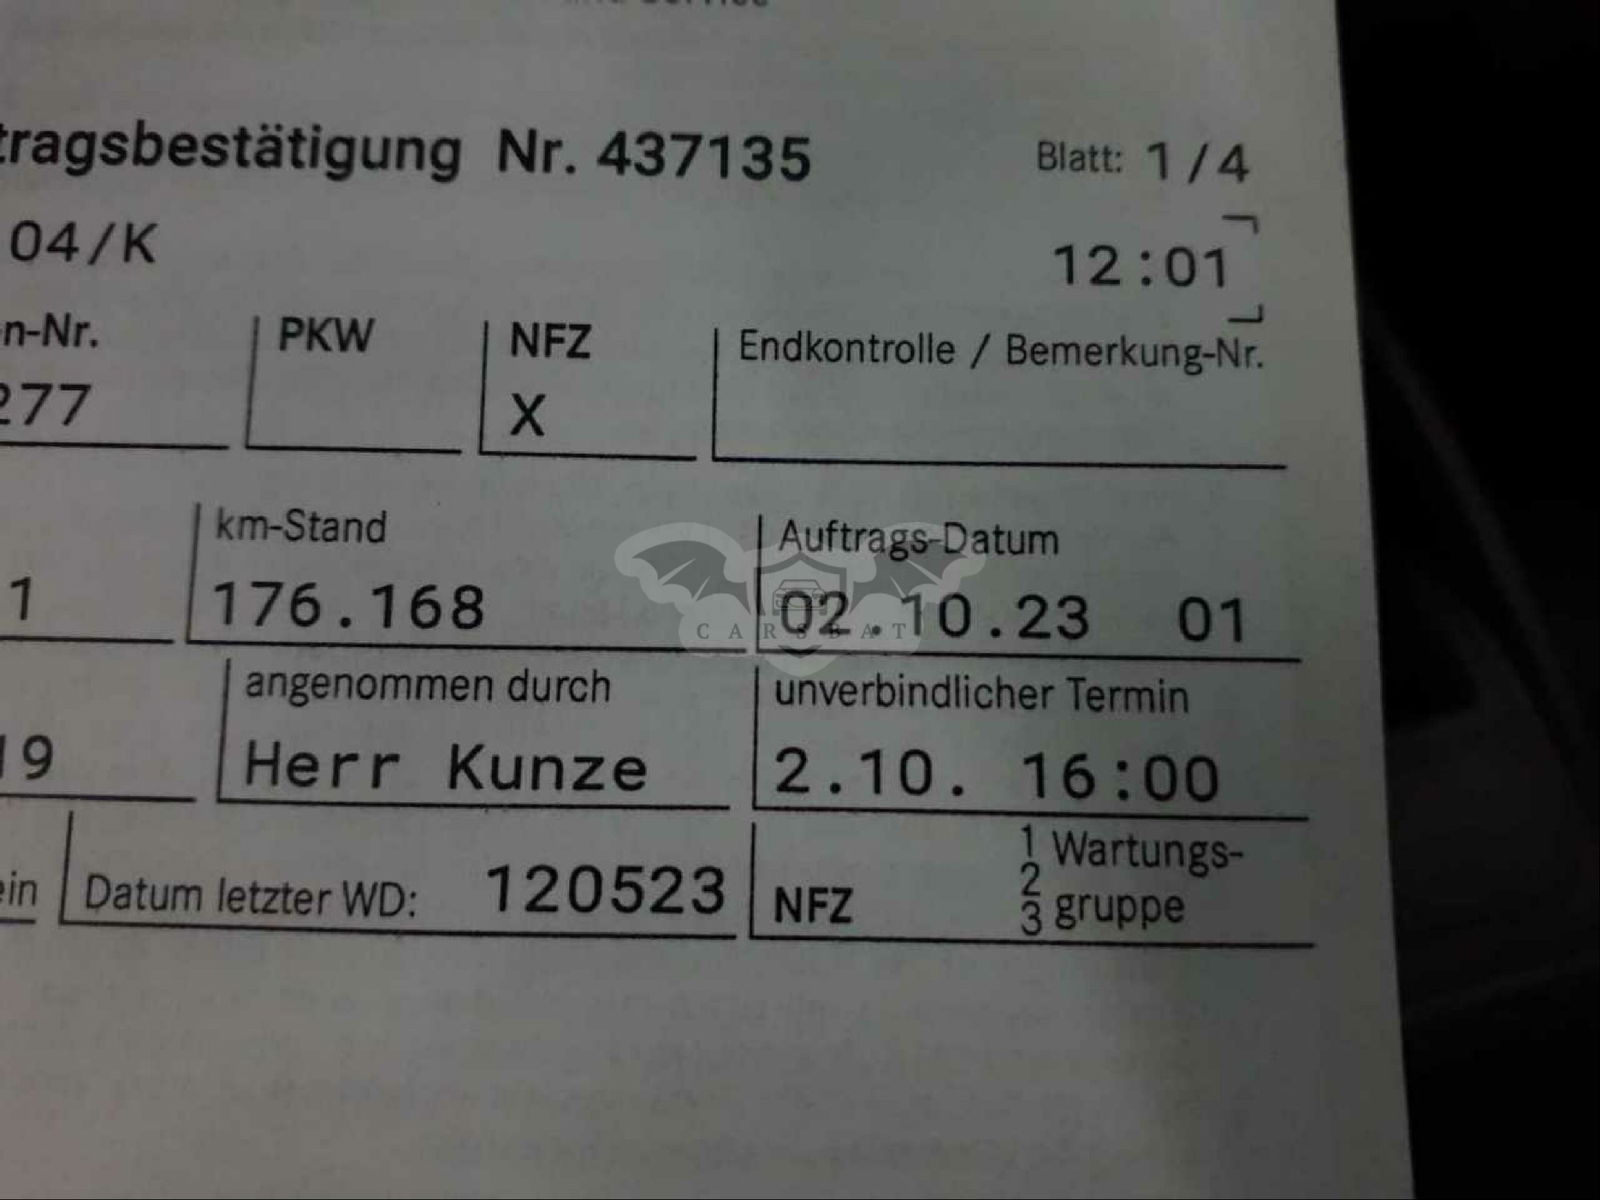 tragsbestätigung Nr. 437135 Blatt: 1/4
04/K 12:01
n-Nr. PKW NFZ Endkontrolle / Bemerkung-Nr.
277 X
km-Stand Auftrags-Datum
1 176.168 02.10.23 01
CARSBAT
angenommen durch unverbindlicher Termin
19 Herr Kunze 2.10. 16:00
ein Datum letzter WD: 120523 NFZ 1 2 3 Wartungs-
gruppe